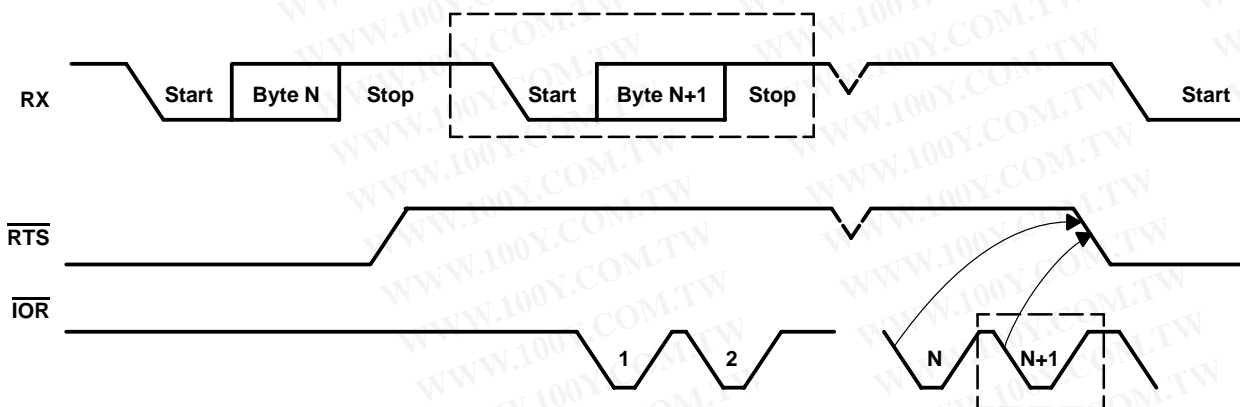 WWW.100Y.COM.TW
RX
Start
Byte N
Stop
Start
Byte N+1
Stop
Start
RTS
IOR
1
2
N
N+1